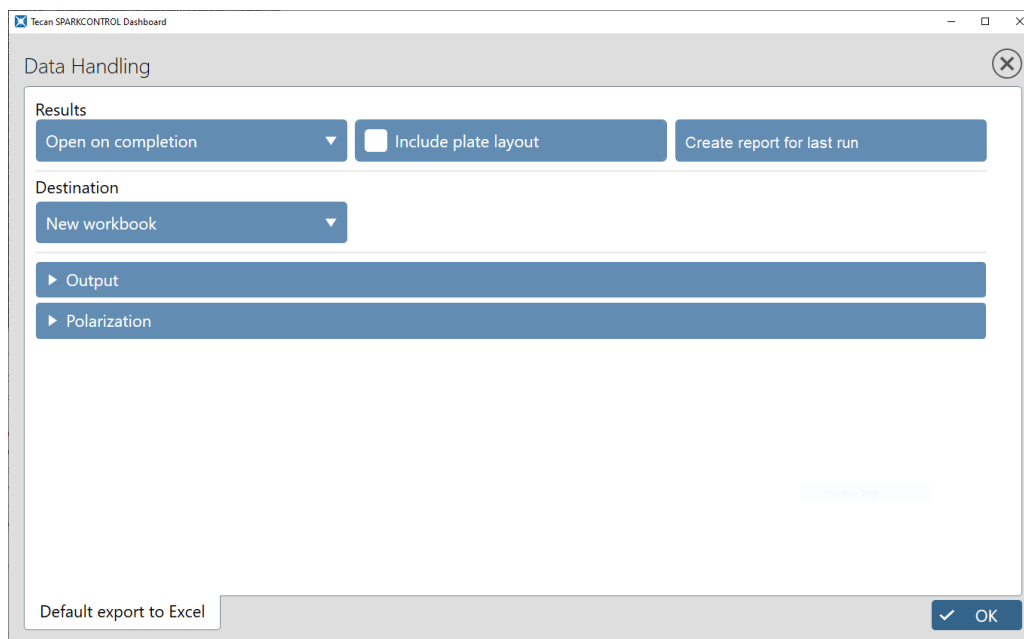 Tecan SPARKCONTROL Dashboard
Data Handling
Results
Open on completion
Include plate layout
Create report for last run
Destination
New workbook
Output
Polarization
Default export to Excel
OK